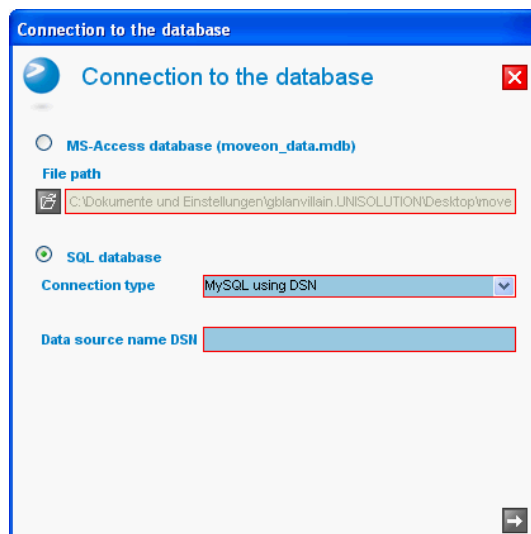 Connection to the database
Connection to the database
MS-Access database (moveon_data.mdb)
File path
C:\Dokumente und Einstellungen\gblanvillain.UNISOLUTION\Desktop\move
SQL database
Connection type MySQL using DSN
Data source name DSN